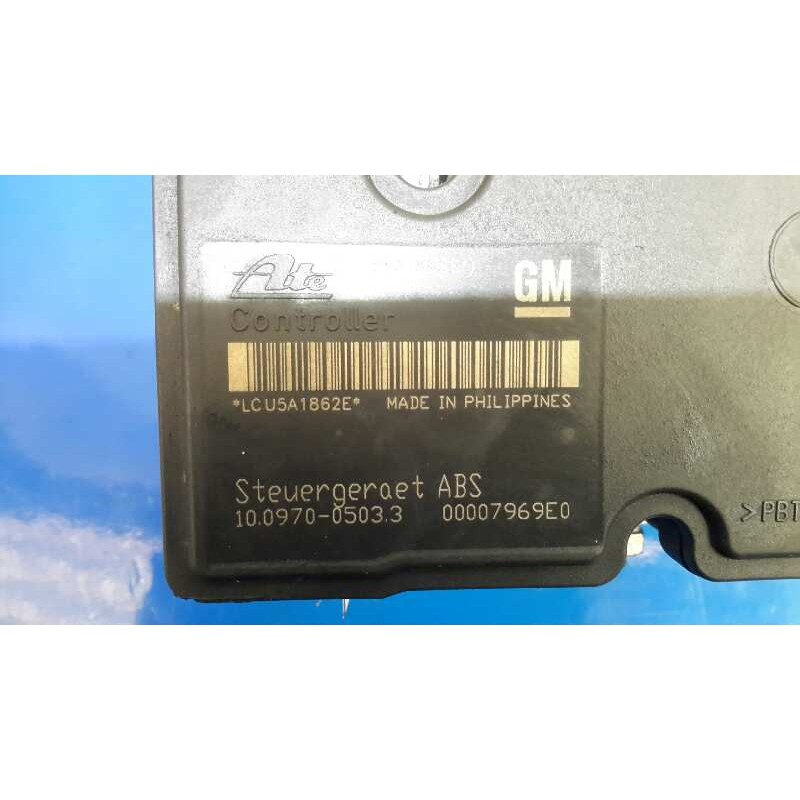 Ate
GM
Controller
*LCU5A1862E* MADE IN PHILIPPINES
Steuergeraet ABS
10.0970-0503.3 00007969E0
>PBT